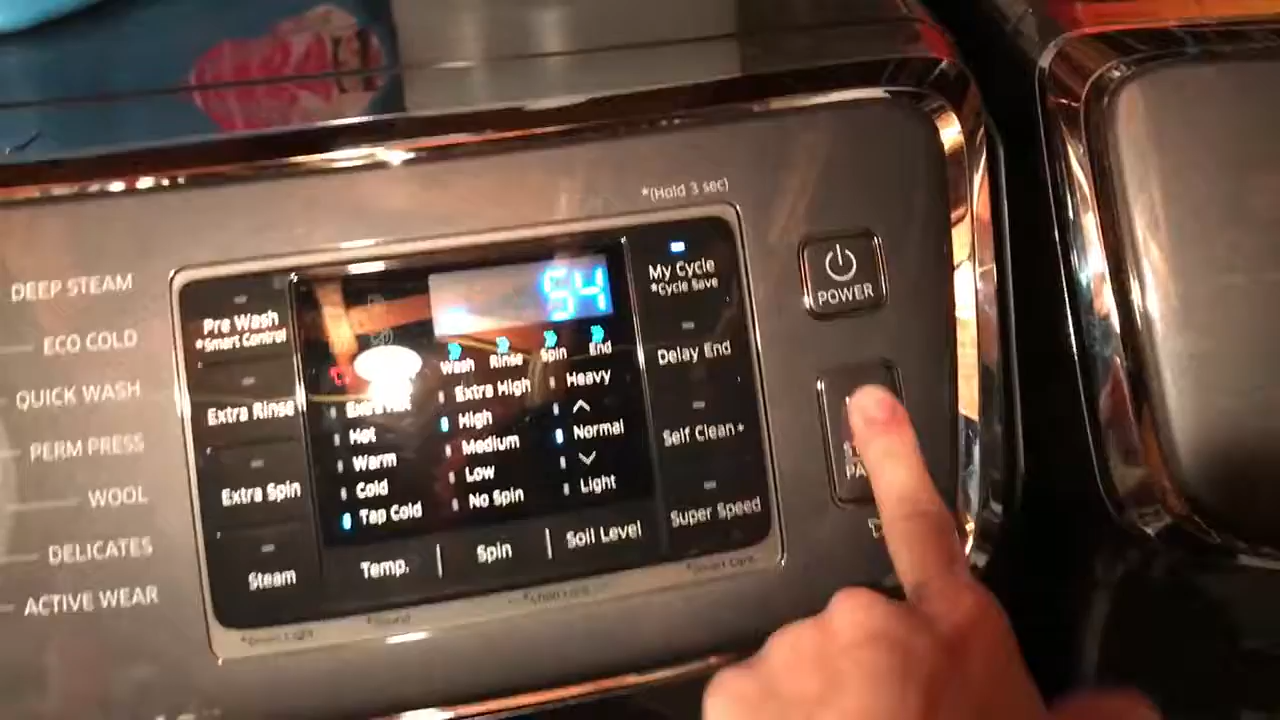 *(Hold 3 sec)
DEEP STEAM
ECO COLD
QUICK WASH
PERM PRESS
WOOL
DELICATES
ACTIVE WEAR
Pre Wash
*Smart Control
Extra Rinse
Extra Spin
Steam
54
Wash Rinse Spin End
Hot
Warm
Cold
Tap Cold
Temp.
Extra High
High
Medium
Low
No Spin
Spin
Heavy
Normal
Light
Soil Level
My Cycle
*Cycle Save
Delay End
Self Clean+
Super Speed
*Smart Care
POWER